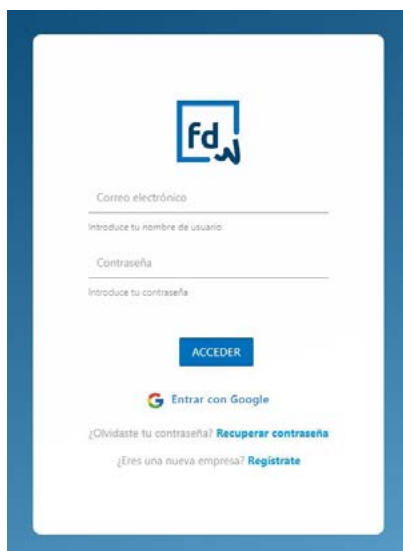 fd
Correo electrónico
Introduce tu nombre de usuario
Contraseña
Introduce tu contraseña
ACCEDER
Entrar con Google
¿Olvidaste tu contraseña? Recuperar contraseña
¿Eres una nueva empresa? Regístrate